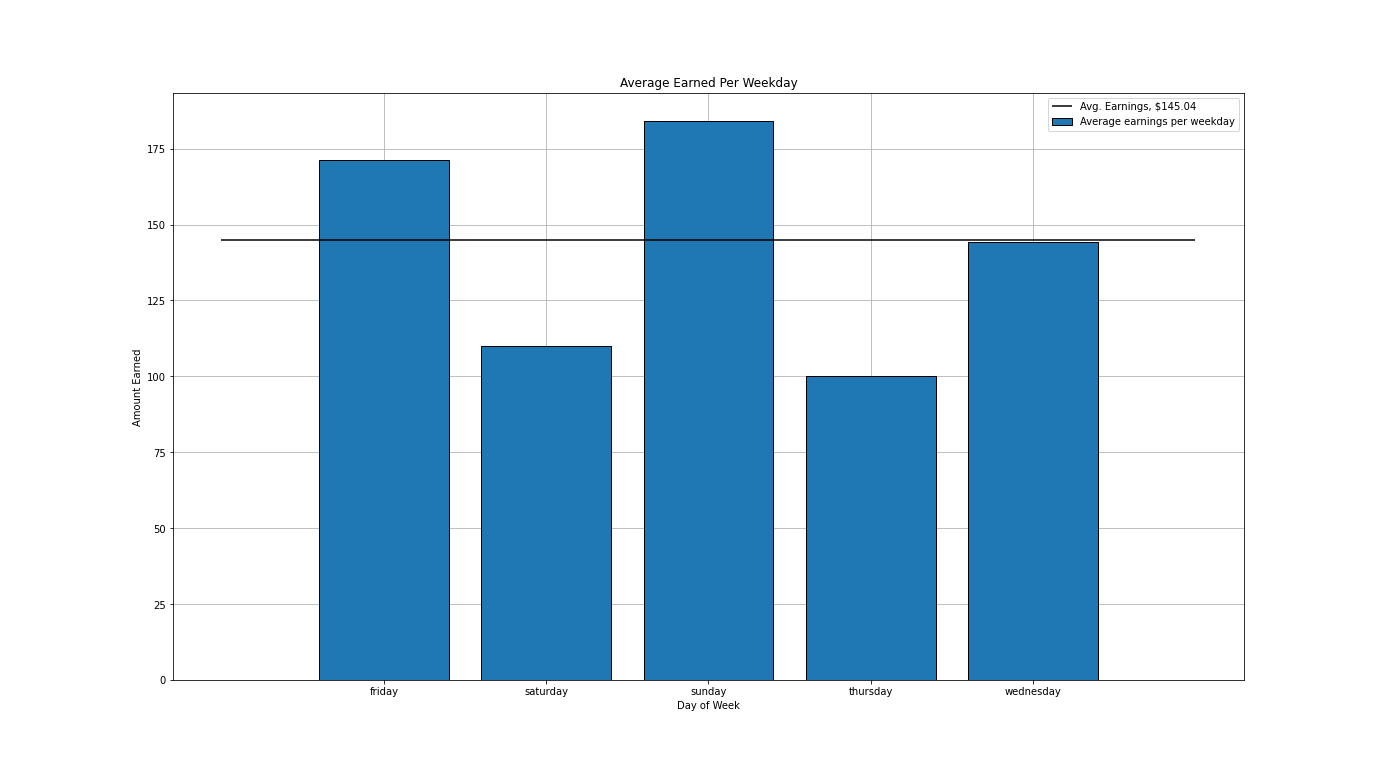 Average Earned Per Weekday
Avg. Earnings, $145.04
Average earnings per weekday
175
150
125
100
75
50
25
0
Amount Earned
friday saturday sunday thursday wednesday
Day of Week